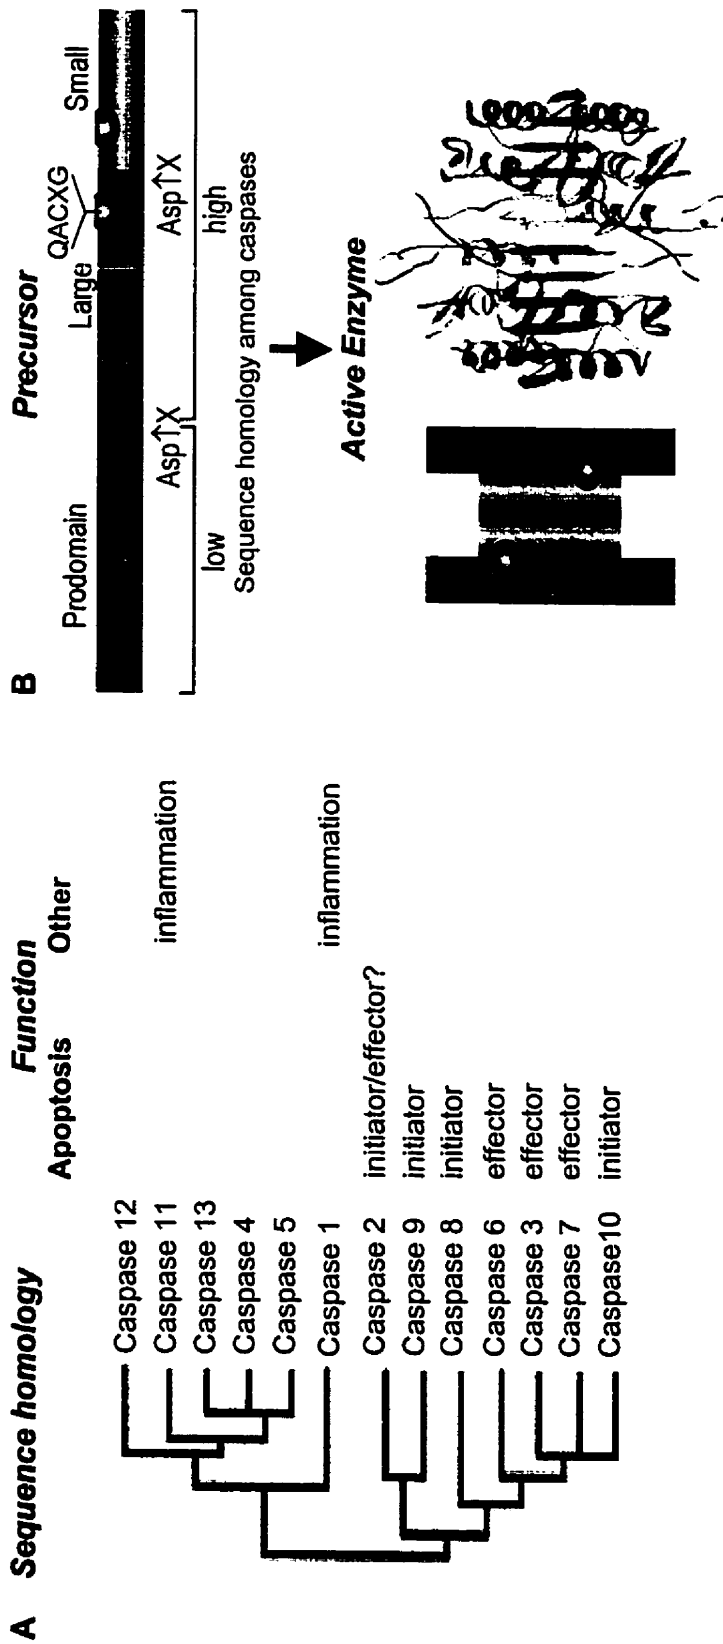 A Sequence homology
Function
Apoptosis Other
Caspase 12
Caspase 11 inflammation
Caspase 13
Caspase 4
Caspase 5
Caspase 1 inflammation
Caspase 2 initiator/effector?
Caspase 9 initiator
Caspase 8 initiator
Caspase 6 effector
Caspase 3 effector
Caspase 7 effector
Caspase10 initiator
B Precursor
QACXG
Prodomain Large Small
Asp↑X Asp↑X
low high
Sequence homology among caspases
Active Enzyme